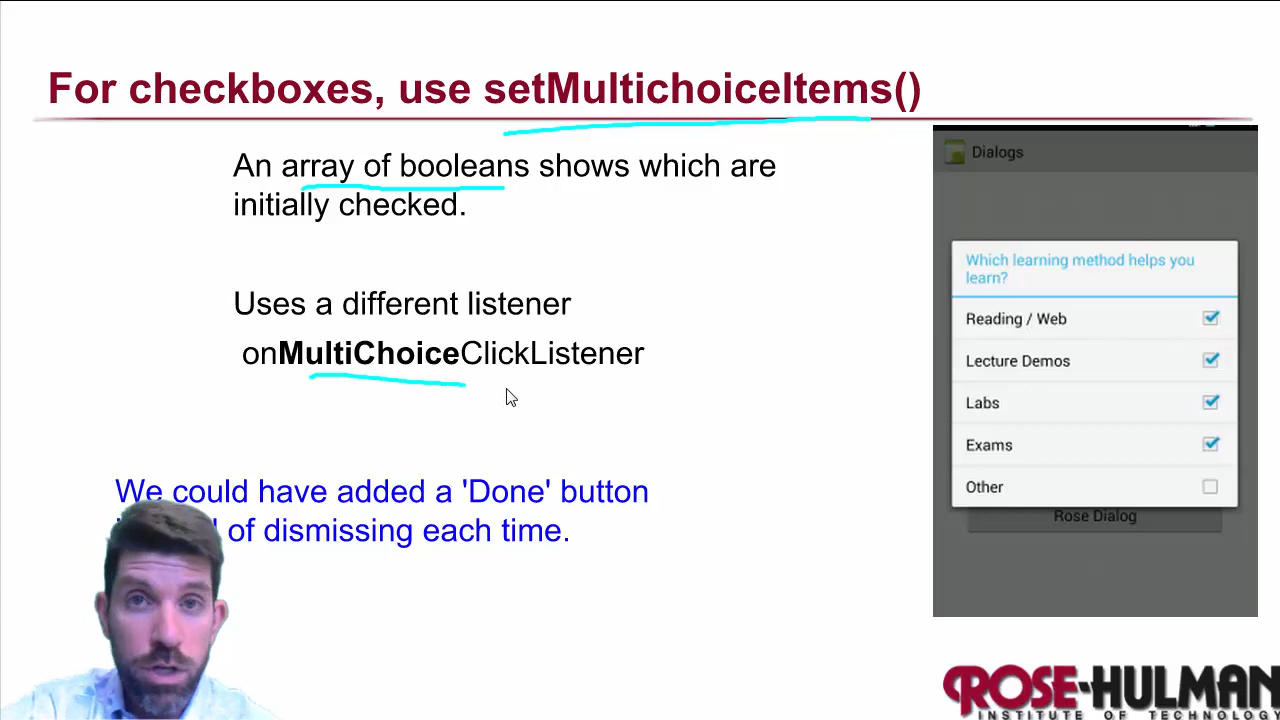 For checkboxes, use setMultichoiceItems()
An array of booleans shows which are
initially checked.
Uses a different listener
onMultiChoiceClickListener
We could have added a 'Done' button
of dismissing each time.
Dialogs
Which learning method helps you
learn?
Reading / Web
Lecture Demos
Labs
Exams
Other
Rose Dialog
ROSE-HULMAN
INSTITUTE OF TECHNOLOGY